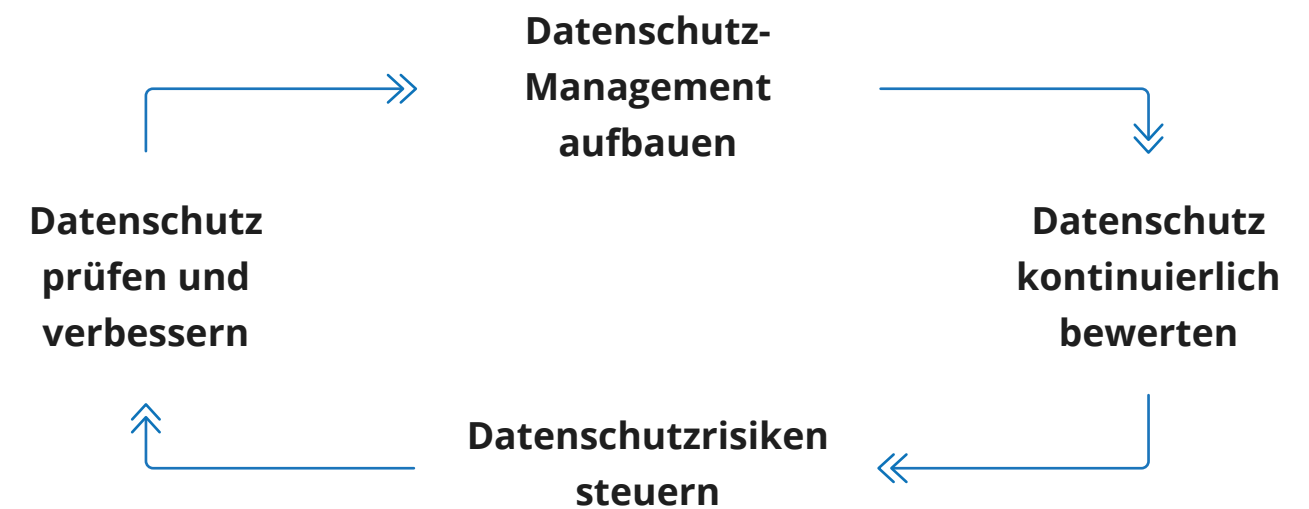 Datenschutz-
Management
aufbauen
Datenschutz
kontinuierlich
bewerten
Datenschutzrisiken
steuern
Datenschutz
prüfen und
verbessern